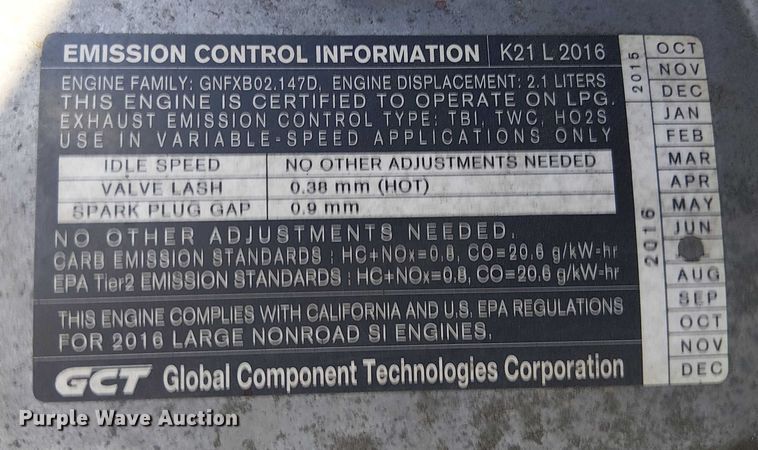 EMISSION CONTROL INFORMATION K21 L 2016
ENGINE FAMILY: GNFXB02.147D, ENGINE DISPLACEMENT: 2.1 LITERS
THIS ENGINE IS CERTIFIED TO OPERATE ON LPG.
EXHAUST EMISSION CONTROL TYPE: TBI, TWC, HO2S
USE IN VARIABLE-SPEED APPLICATIONS ONLY
IDLE SPEED NO OTHER ADJUSTMENTS NEEDED
VALVE LASH 0.38 mm (HOT)
SPARK PLUG GAP 0.9 mm
NO OTHER ADJUSTMENTS NEEDED.
CARB EMISSION STANDARDS : HC+NOx=0.8, CO=20.6 g/kW-hr
EPA Tier2 EMISSION STANDARDS : HC+NOx=0.8, CO=20.6 g/kW-hr
THIS ENGINE COMPLIES WITH CALIFORNIA AND U.S. EPA REGULATIONS
FOR 2016 LARGE NONROAD SI ENGINES.
GCT Global Component Technologies Corporation
2015
OCT
NOV
DEC
2016
JAN
FEB
MAR
APR
MAY
JUN
AUG
SEP
OCT
NOV
DEC
Purple Wave Auction